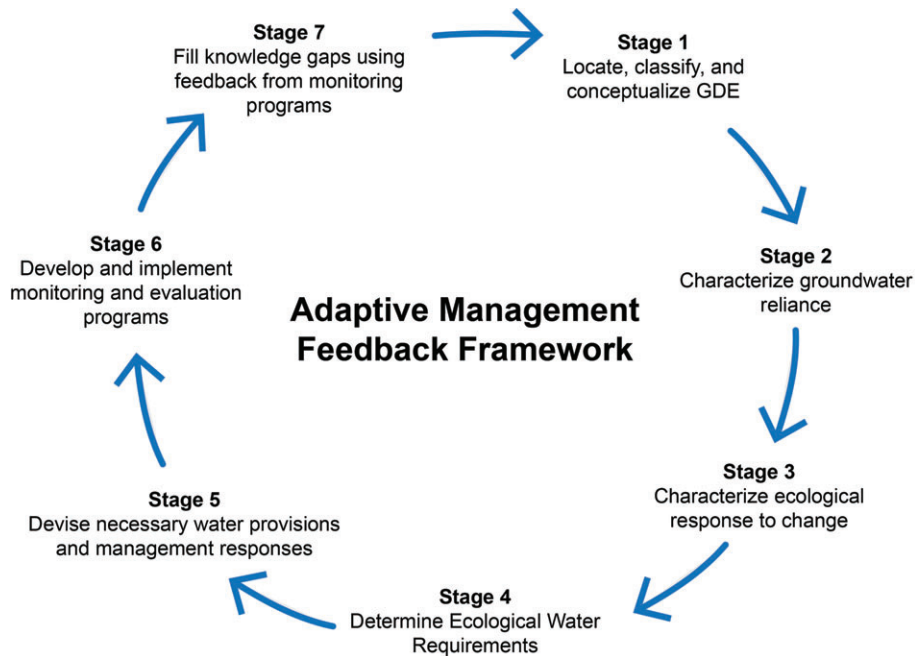 Stage 1
Locate, classify, and
conceptualize GDE
Stage 2
Characterize groundwater
reliance
Stage 3
Characterize ecological
response to change
Stage 4
Determine Ecological Water
Requirements
Stage 5
Devise necessary water provisions
and management responses
Stage 6
Develop and implement
monitoring and evaluation
programs
Stage 7
Fill knowledge gaps using
feedback from monitoring
programs
Adaptive Management
Feedback Framework